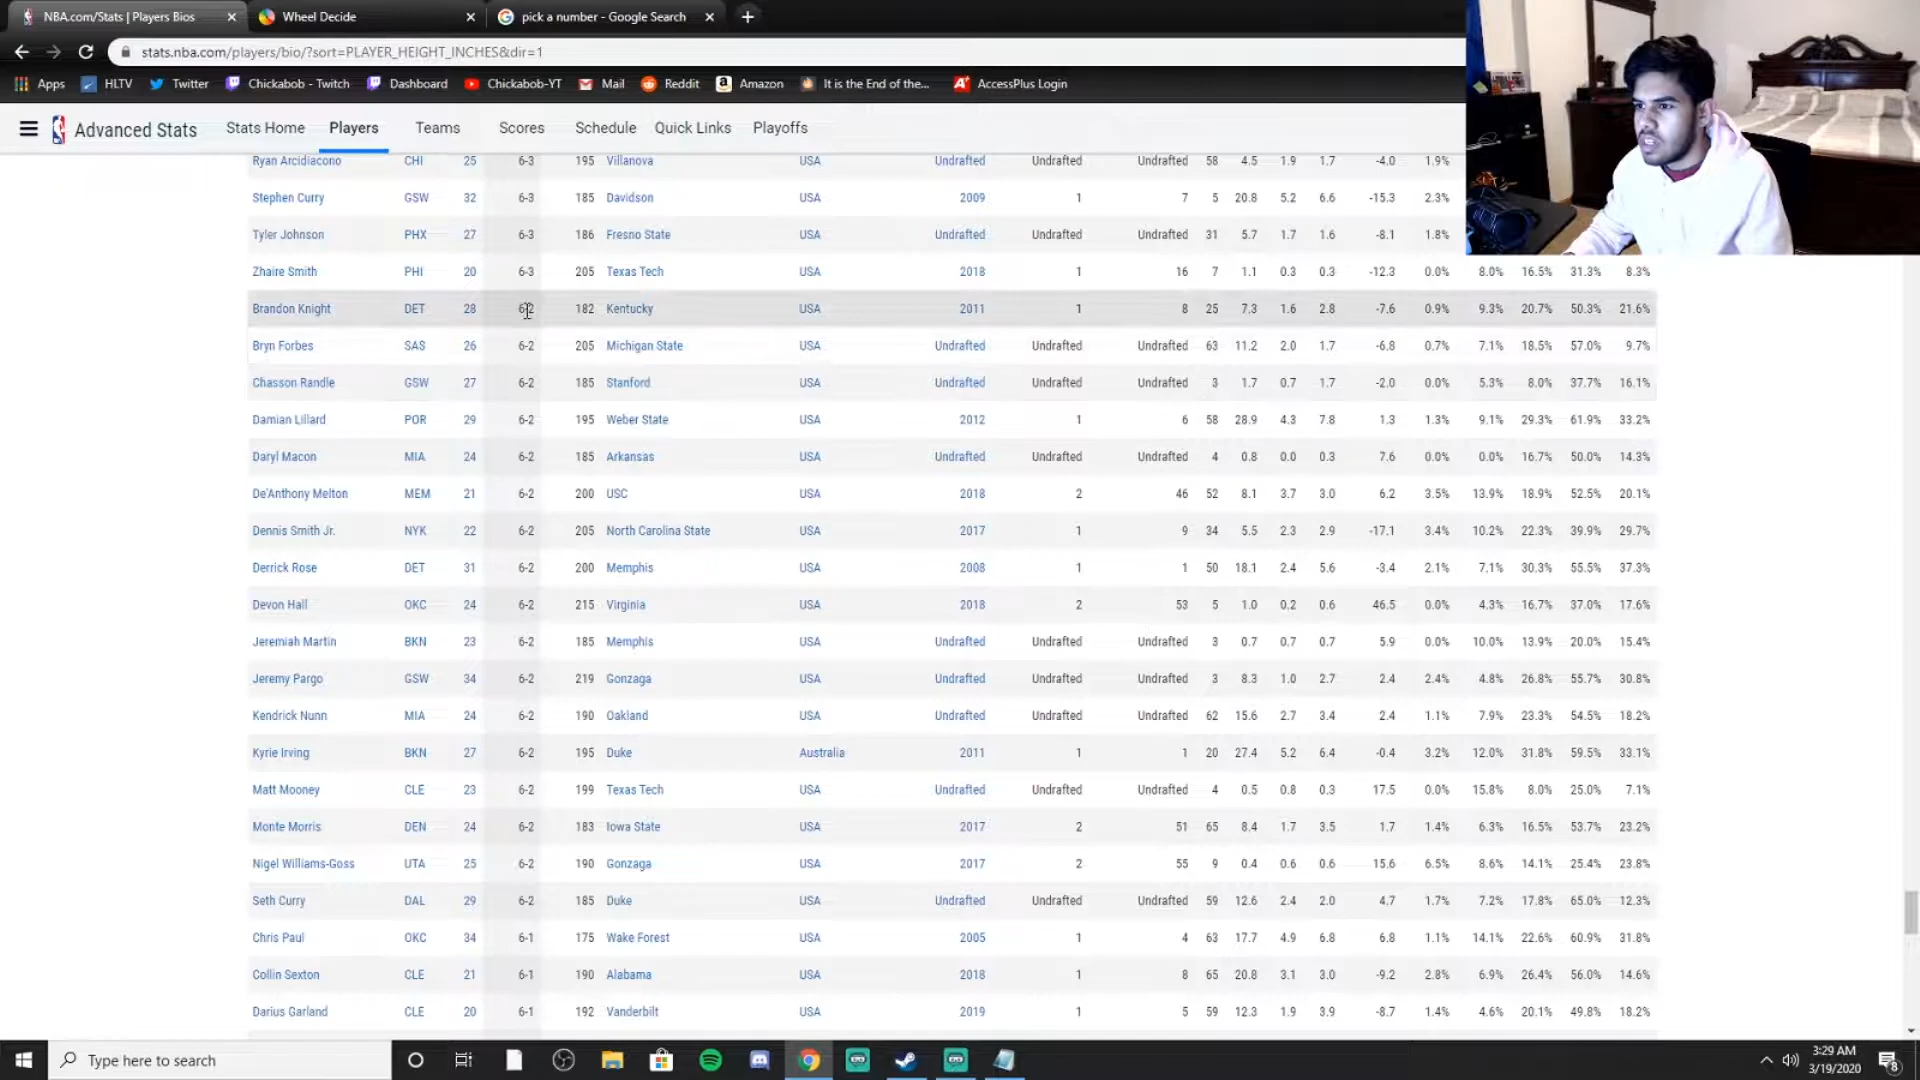 NBA.com/Stats | Players Bios
Wheel Decide
pick a number - Google Search
stats.nba.com/players/bio/?sort=PLAYER_HEIGHT_INCHES&dir=1
Apps HLTV Twitter Chickabob - Twitch Dashboard Chickabob-YT Mail Reddit Amazon It is the End of the... AccessPlus Login
Advanced Stats Stats Home Players Teams Scores Schedule Quick Links Playoffs
Ryan Arcidiacono CHI 25 6-3 195 Villanova USA Undrafted Undrafted Undrafted 58 4.5 1.9 1.7 -4.0 1.9%
Stephen Curry GSW 32 6-3 185 Davidson USA 2009 1 7 5 20.8 5.2 6.6 -15.3 2.3%
Tyler Johnson PHX 27 6-3 186 Fresno State USA Undrafted Undrafted Undrafted 31 5.7 1.7 1.6 -8.1 1.8%
Zhaire Smith PHI 20 6-3 205 Texas Tech USA 2018 1 16 7 1.1 0.3 0.3 -12.3 0.0% 8.0% 16.5% 31.3% 8.3%
Brandon Knight DET 28 6-2 182 Kentucky USA 2011 1 8 25 7.3 1.6 2.8 -7.6 0.9% 9.3% 20.7% 50.3% 21.6%
Bryn Forbes SAS 26 6-2 205 Michigan State USA Undrafted Undrafted Undrafted 63 11.2 2.0 1.7 -6.8 0.7% 7.1% 18.5% 57.0% 9.7%
Chasson Randle GSW 27 6-2 185 Stanford USA Undrafted Undrafted Undrafted 3 1.7 0.7 1.7 -2.0 0.0% 5.3% 8.0% 37.7% 16.1%
Damian Lillard POR 29 6-2 195 Weber State USA 2012 1 6 58 28.9 4.3 7.8 1.3 1.3% 9.1% 29.3% 61.9% 33.2%
Daryl Macon MIA 24 6-2 185 Arkansas USA Undrafted Undrafted Undrafted 4 0.8 0.0 0.3 7.6 0.0% 0.0% 16.7% 50.0% 14.3%
De'Anthony Melton MEM 21 6-2 200 USC USA 2018 2 46 52 8.1 3.7 3.0 6.2 3.5% 13.9% 18.9% 52.5% 20.1%
Dennis Smith Jr. NYK 22 6-2 205 North Carolina State USA 2017 1 9 34 5.5 2.3 2.9 -17.1 3.4% 10.2% 22.3% 39.9% 29.7%
Derrick Rose DET 31 6-2 200 Memphis USA 2008 1 1 50 18.1 2.4 5.6 -3.4 2.1% 7.1% 30.3% 55.5% 37.3%
Devon Hall OKC 24 6-2 215 Virginia USA 2018 2 53 5 1.0 0.2 0.6 46.5 0.0% 4.3% 16.7% 37.0% 17.6%
Jeremiah Martin BKN 23 6-2 185 Memphis USA Undrafted Undrafted Undrafted 3 0.7 0.7 0.7 5.9 0.0% 10.0% 13.9% 20.0% 15.4%
Jeremy Pargo GSW 34 6-2 219 Gonzaga USA Undrafted Undrafted Undrafted 3 8.3 1.0 2.7 2.4 2.4% 4.8% 26.8% 55.7% 30.8%
Kendrick Nunn MIA 24 6-2 190 Oakland USA Undrafted Undrafted Undrafted 62 15.6 2.7 3.4 2.4 1.1% 7.9% 23.3% 54.5% 18.2%
Kyrie Irving BKN 27 6-2 195 Duke Australia 2011 1 1 20 27.4 5.2 6.4 -0.4 3.2% 12.0% 31.8% 59.5% 33.1%
Matt Mooney CLE 23 6-2 199 Texas Tech USA Undrafted Undrafted Undrafted 4 0.5 0.8 0.3 17.5 0.0% 15.8% 8.0% 25.0% 7.1%
Monte Morris DEN 24 6-2 183 Iowa State USA 2017 2 51 65 8.4 1.7 3.5 1.7 1.4% 6.3% 16.5% 53.7% 23.2%
Nigel Williams-Goss UTA 25 6-2 190 Gonzaga USA 2017 2 55 9 0.4 0.6 0.6 15.6 6.5% 8.6% 14.1% 25.4% 23.8%
Seth Curry DAL 29 6-2 185 Duke USA Undrafted Undrafted Undrafted 59 12.6 2.4 2.0 4.7 1.7% 7.2% 17.8% 65.0% 12.3%
Chris Paul OKC 34 6-1 175 Wake Forest USA 2005 1 4 63 17.7 4.9 6.8 6.8 1.1% 14.1% 22.6% 60.9% 31.8%
Collin Sexton CLE 21 6-1 190 Alabama USA 2018 1 8 65 20.8 3.1 3.0 -9.2 2.8% 6.9% 26.4% 56.0% 14.6%
Darius Garland CLE 20 6-1 192 Vanderbilt USA 2019 1 5 59 12.3 1.9 3.9 -8.7 1.4% 4.6% 20.1% 49.8% 18.2%
Type here to search
3:29 AM
3/19/2020
8